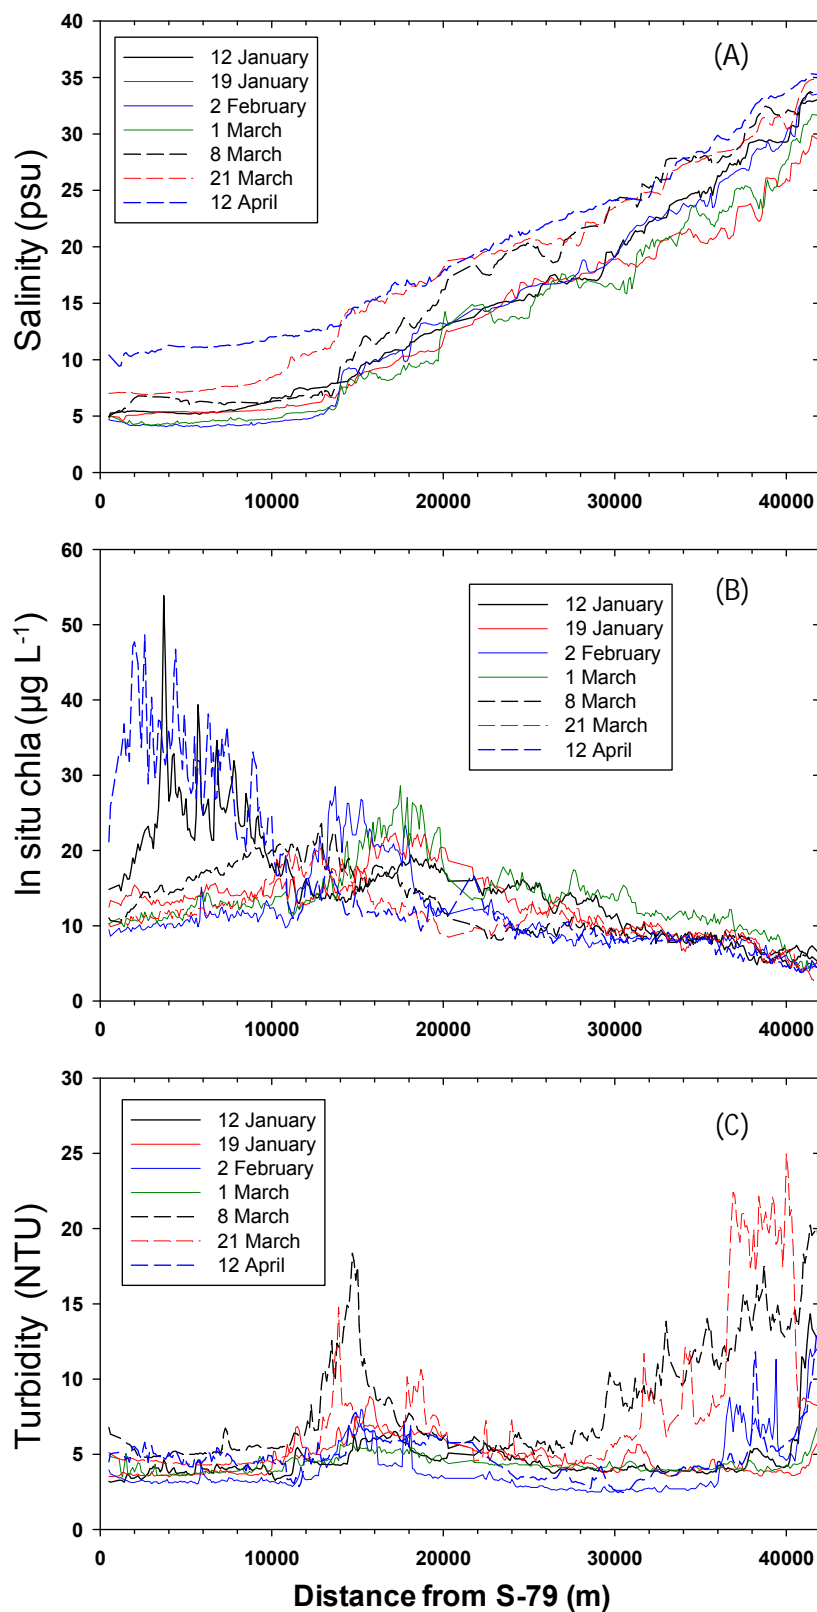 (A)
Salinity (psu)
40
35
30
25
20
15
10
5
0
12 January
19 January
2 February
1 March
8 March
21 March
12 April
0 10000 20000 30000 40000
(B)
In situ chla (µg L-1)
60
50
40
30
20
10
0
12 January
19 January
2 February
1 March
8 March
21 March
12 April
0 10000 20000 30000 40000
(C)
Turbidity (NTU)
30
25
20
15
10
5
0
12 January
19 January
2 February
1 March
8 March
21 March
12 April
0 10000 20000 30000 40000
Distance from S-79 (m)